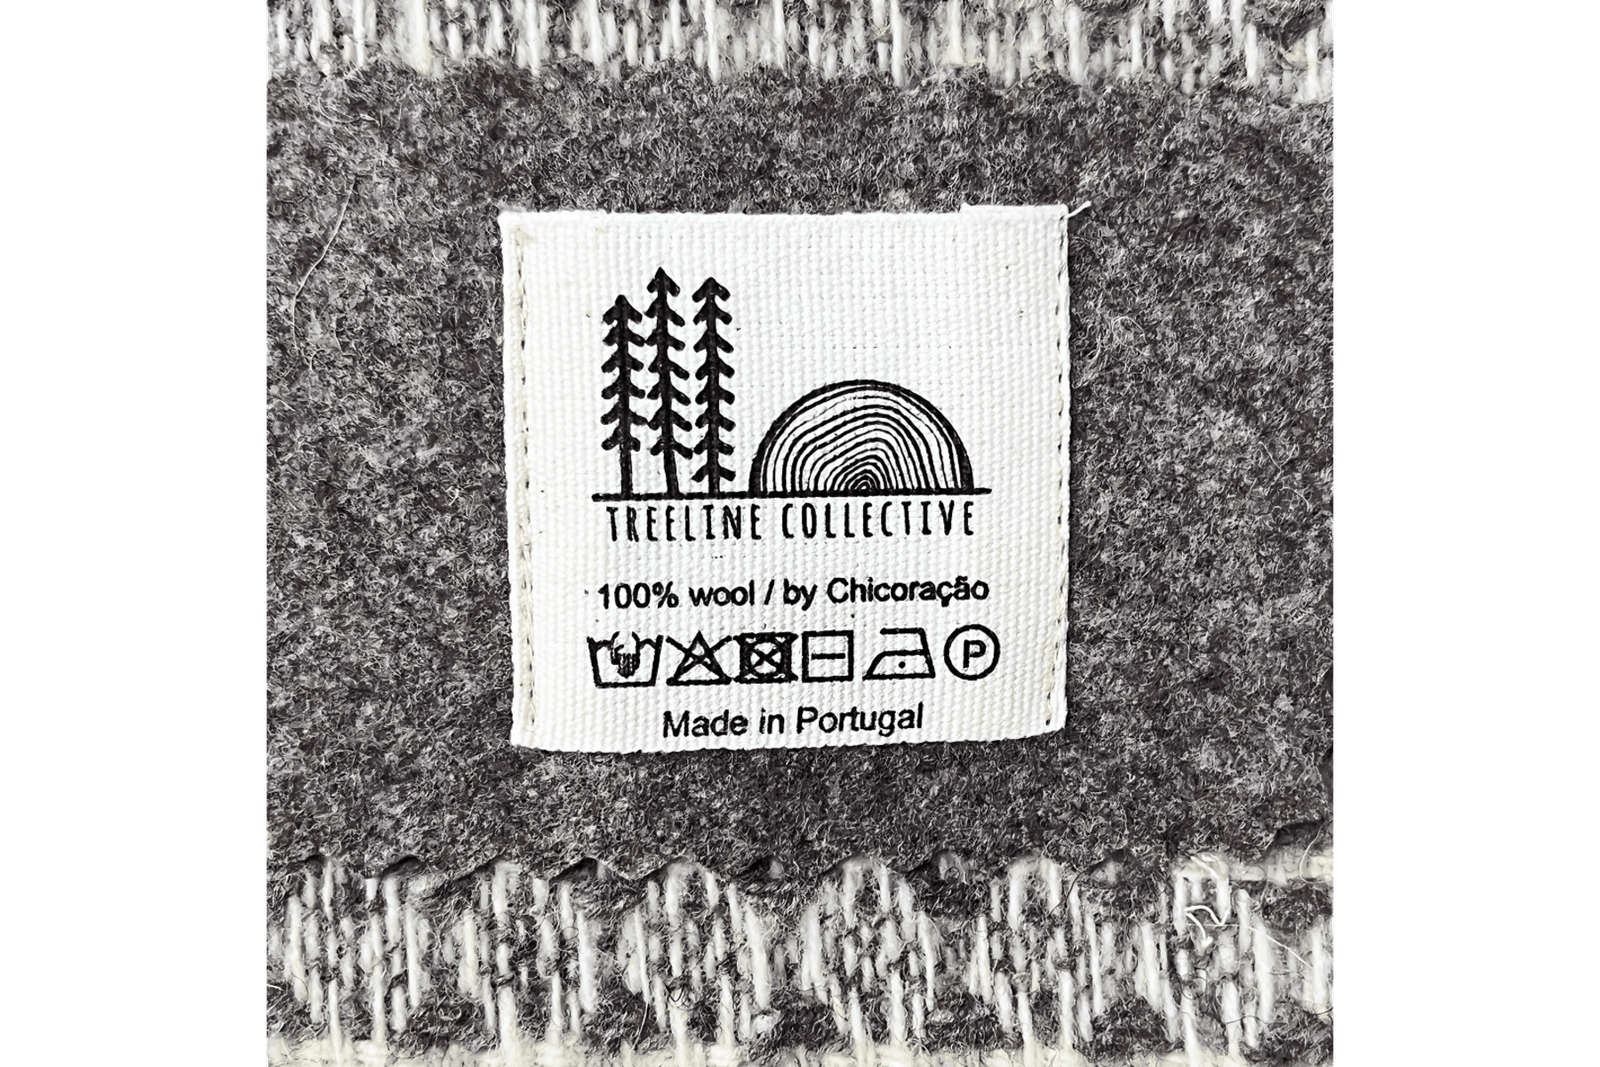 TREELINE COLLECTIVE
100% wool / by Chicoração
P
Made in Portugal